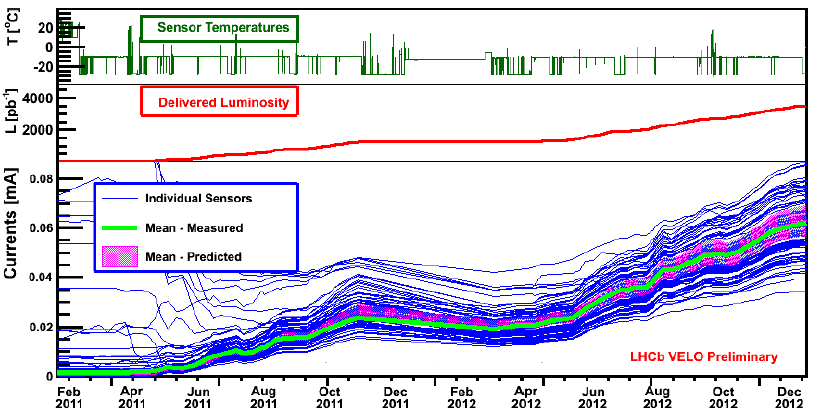 T [°C]
20
0
-20
Sensor Temperatures
L [pb⁻¹]
4000
2000
Delivered Luminosity
Currents [mA]
0.08
0.06
0.04
0.02
0
Individual Sensors
Mean - Measured
Mean - Predicted
LHCb VELO Preliminary
Feb Apr Jun Aug Oct Dec Feb Apr Jun Aug Oct Dec
2011 2011 2011 2011 2011 2011 2012 2012 2012 2012 2012 2012